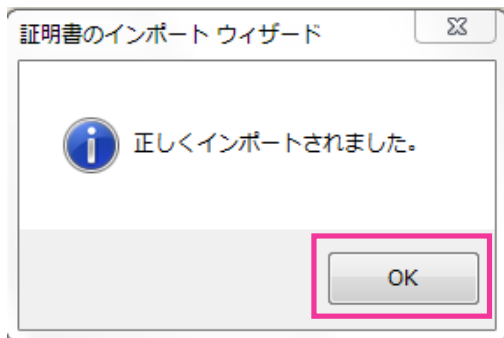 証明書のインポート ウィザード
正しくインポートされました。
OK